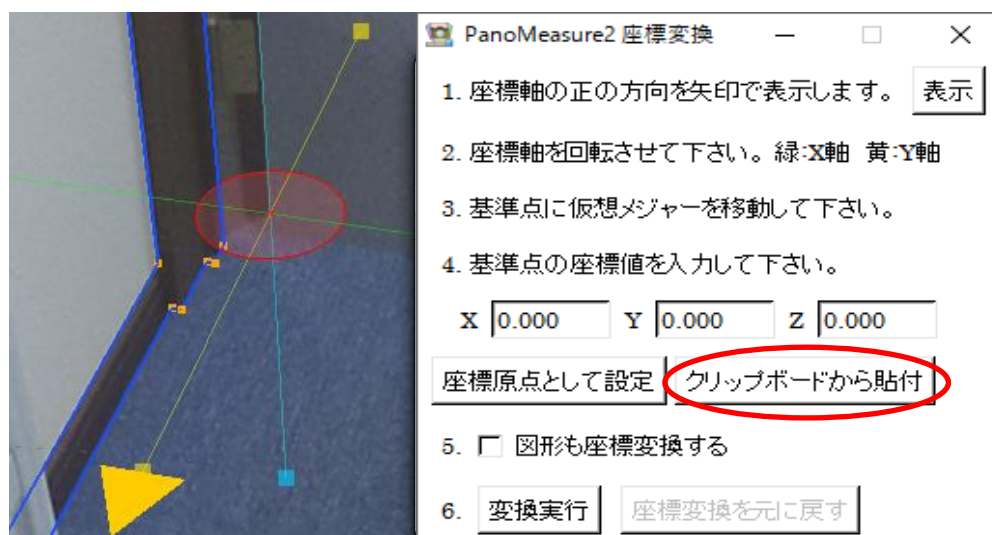 PanoMeasure2 座標変換
1. 座標軸の正の方向を矢印で表示します。 表示
2. 座標軸を回転させて下さい。緑:X軸 黄:Y軸
3. 基準点に仮想メジャーを移動して下さい。
4. 基準点の座標値を入力して下さい。
X 0.000 Y 0.000 Z 0.000
座標原点として設定 クリップボードから貼付
5. 図形も座標変換する
6. 変換実行 座標変換を元に戻す